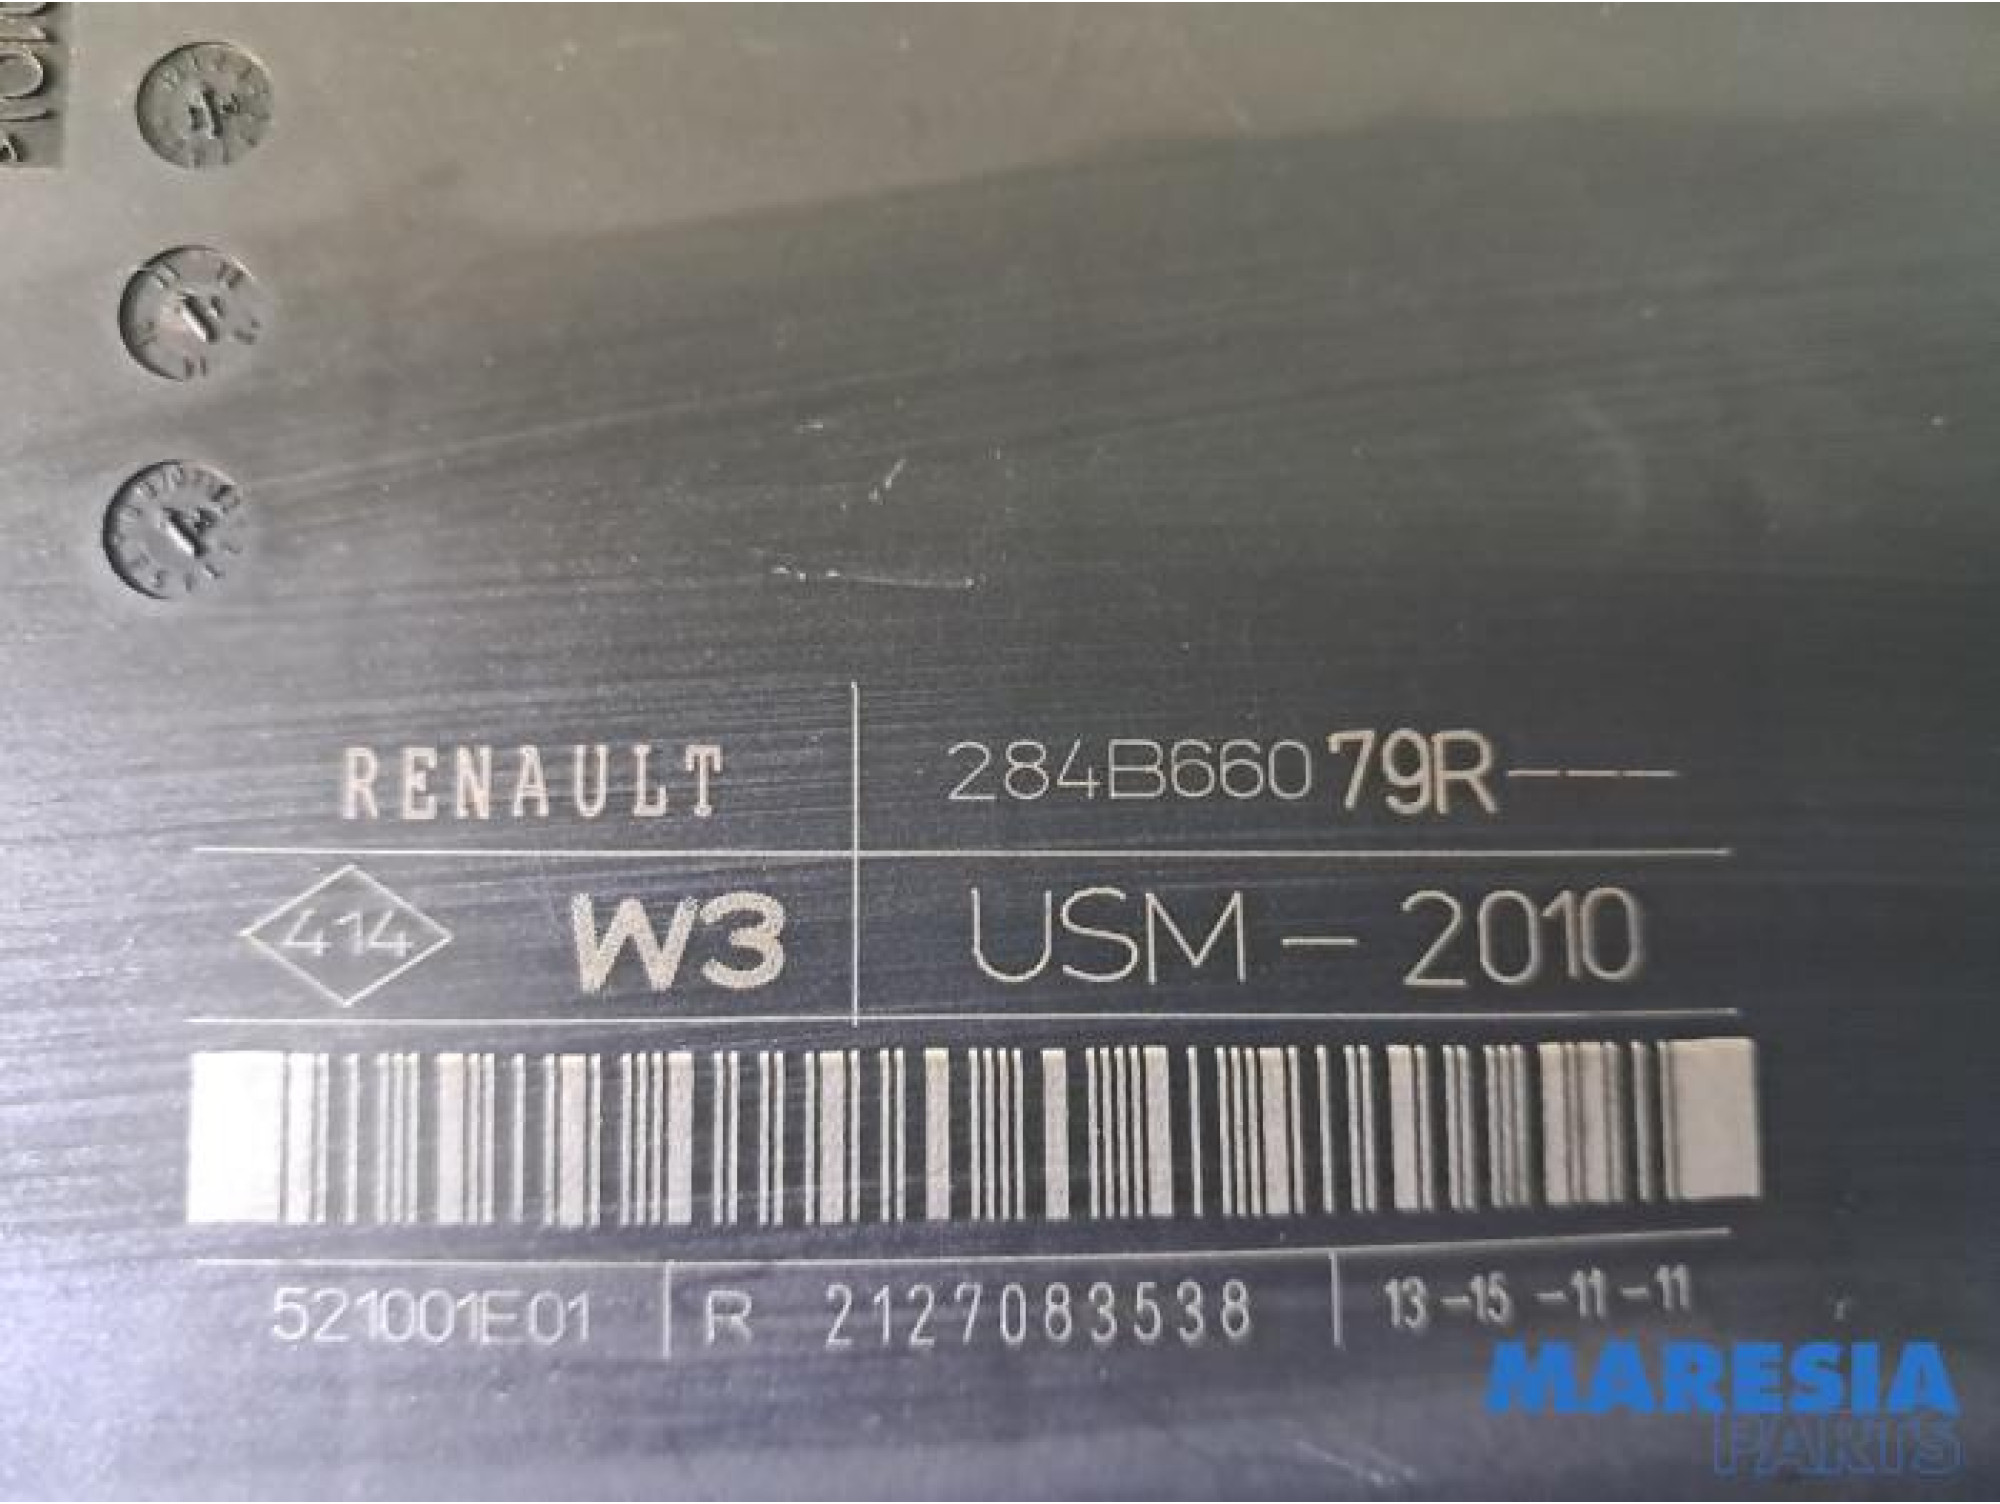 RENAULT 284B66079R---
414 W3 USM-2010
521001E01 R 2127083538 13-15-11-11
MARESIA
PARTS